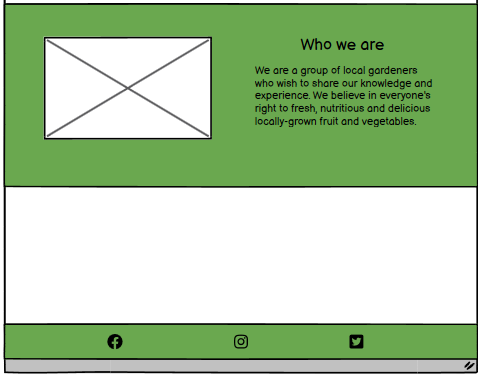 Who we are
We are a group of local gardeners
who wish to share our knowledge and
experience. We believe in everyone's
right to fresh, nutritious and delicious
locally-grown fruit and vegetables.